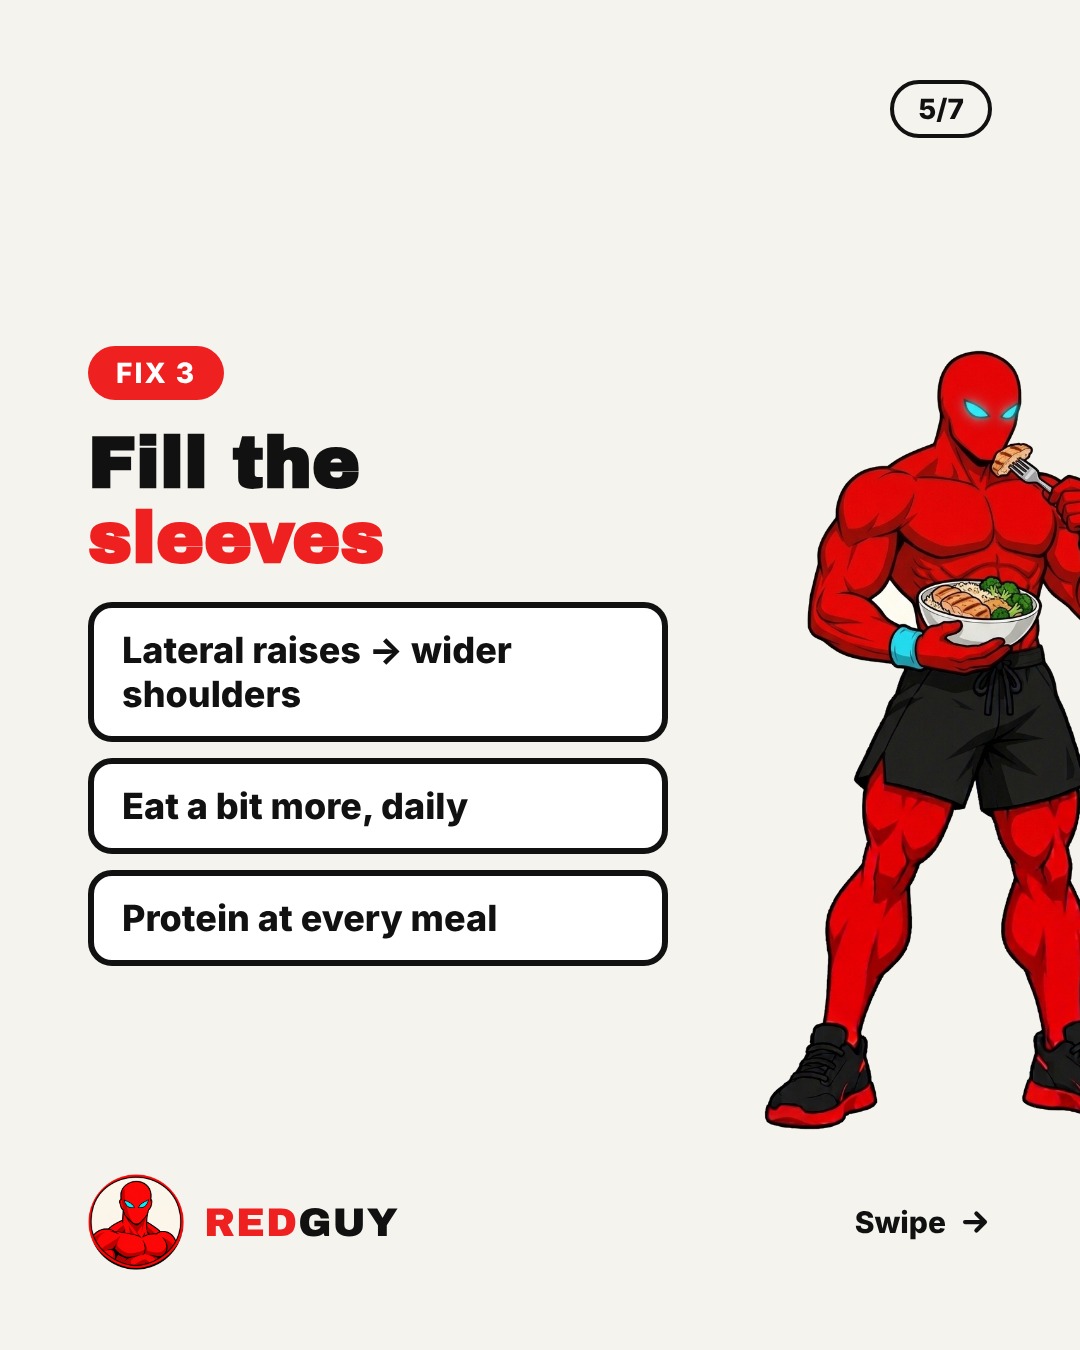 5/7
FIX 3
Fill the
sleeves
Lateral raises → wider
shoulders
Eat a bit more, daily
Protein at every meal
REDGUY
Swipe →